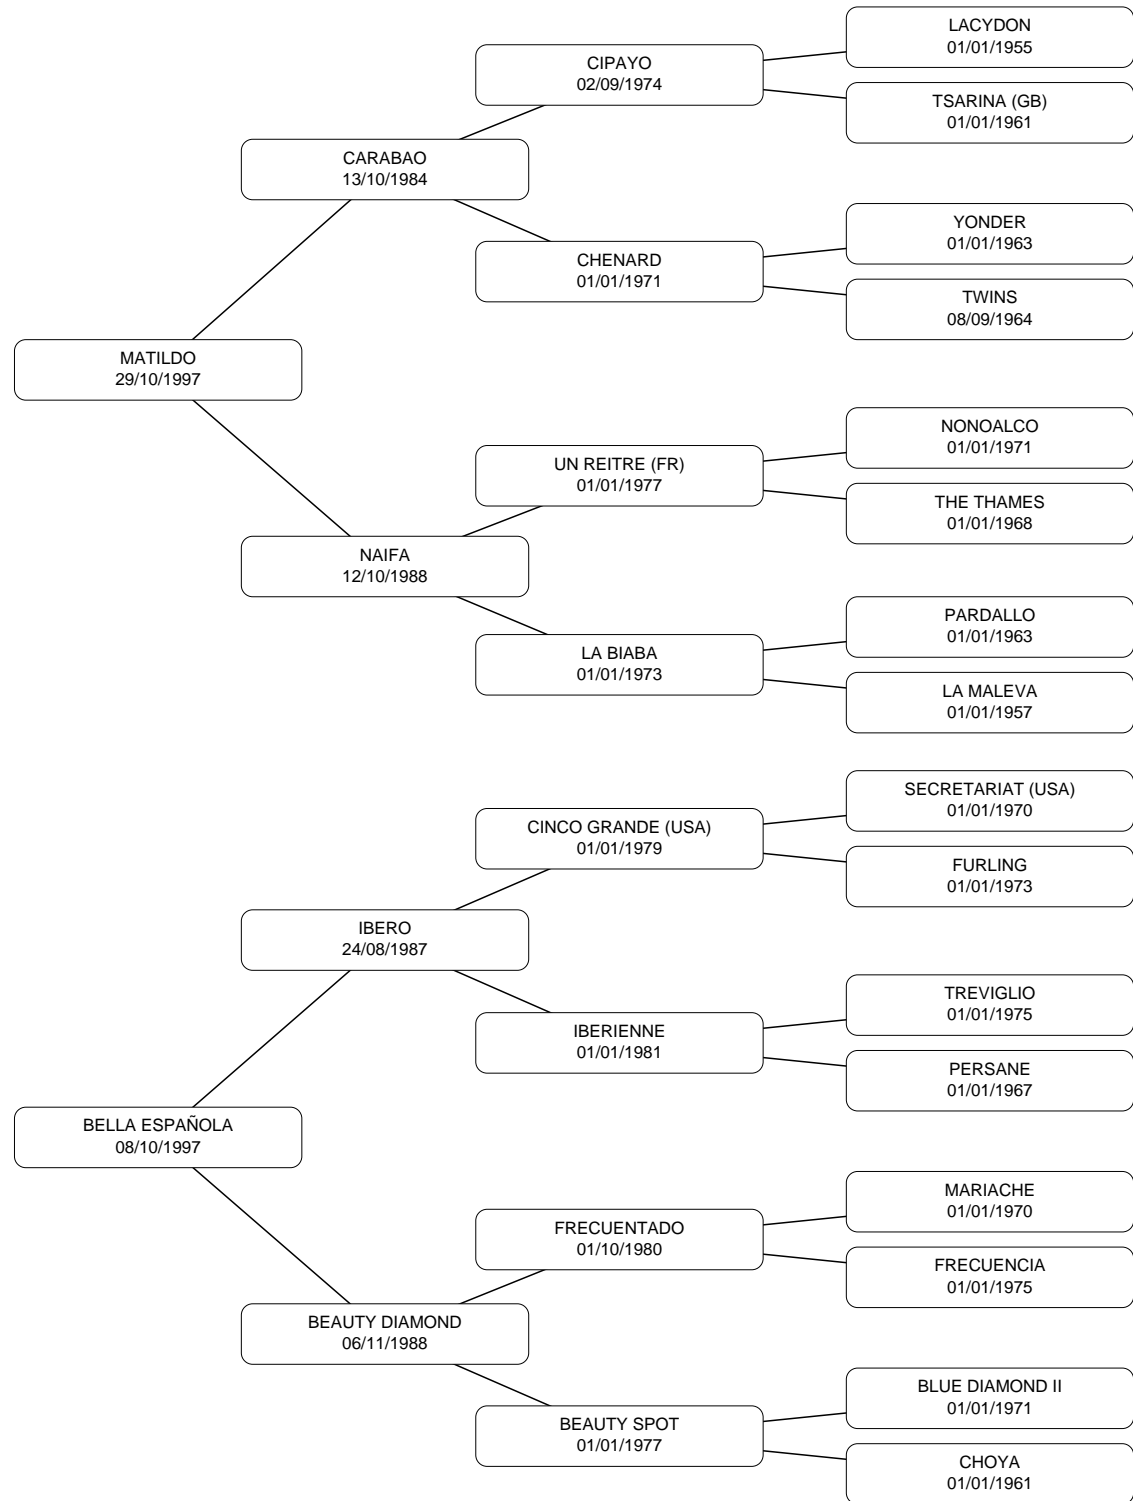 LACYDON
01/01/1955
CIPAYO
02/09/1974
TSARINA (GB)
01/01/1961
CARABAO
13/10/1984
YONDER
01/01/1963
CHENARD
01/01/1971
TWINS
08/09/1964
MATILDO
29/10/1997
NONOALCO
01/01/1971
UN REITRE (FR)
01/01/1977
THE THAMES
01/01/1968
NAIFA
12/10/1988
PARDALLO
01/01/1963
LA BIABA
01/01/1973
LA MALEVA
01/01/1957
SECRETARIAT (USA)
01/01/1970
CINCO GRANDE (USA)
01/01/1979
FURLING
01/01/1973
IBERO
24/08/1987
TREVIGLIO
01/01/1975
IBERIENNE
01/01/1981
PERSANE
01/01/1967
BELLA ESPAÑOLA
08/10/1997
MARIACHE
01/01/1970
FRECUENTADO
01/10/1980
FRECUENCIA
01/01/1975
BEAUTY DIAMOND
06/11/1988
BLUE DIAMOND II
01/01/1971
BEAUTY SPOT
01/01/1977
CHOYA
01/01/1961